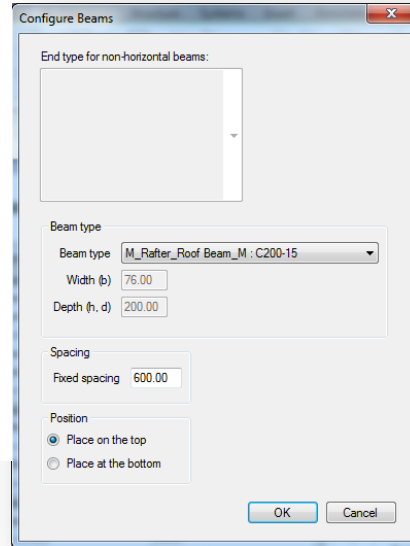 Configure Beams
End type for non-horizontal beams:
Beam type
Beam type M_Rafter_Roof Beam_M : C200-15
Width (b) 76.00
Depth (h, d) 200.00
Spacing
Fixed spacing 600.00
Position
Place on the top
Place at the bottom
OK Cancel